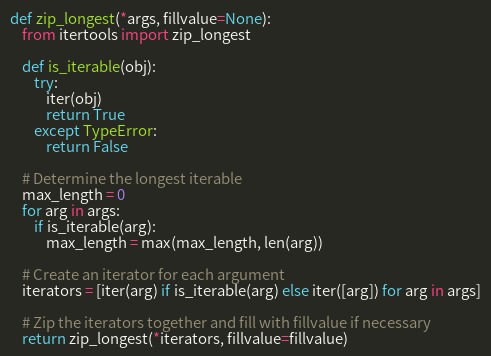 def zip_longest(*args, fillvalue=None):
    from itertools import zip_longest

    def is_iterable(obj):
        try:
            iter(obj)
            return True
        except TypeError:
            return False

    # Determine the longest iterable
    max_length = 0
    for arg in args:
        if is_iterable(arg):
            max_length = max(max_length, len(arg))

    # Create an iterator for each argument
    iterators = [iter(arg) if is_iterable(arg) else iter([arg]) for arg in args]

    # Zip the iterators together and fill with fillvalue if necessary
    return zip_longest(*iterators, fillvalue=fillvalue)